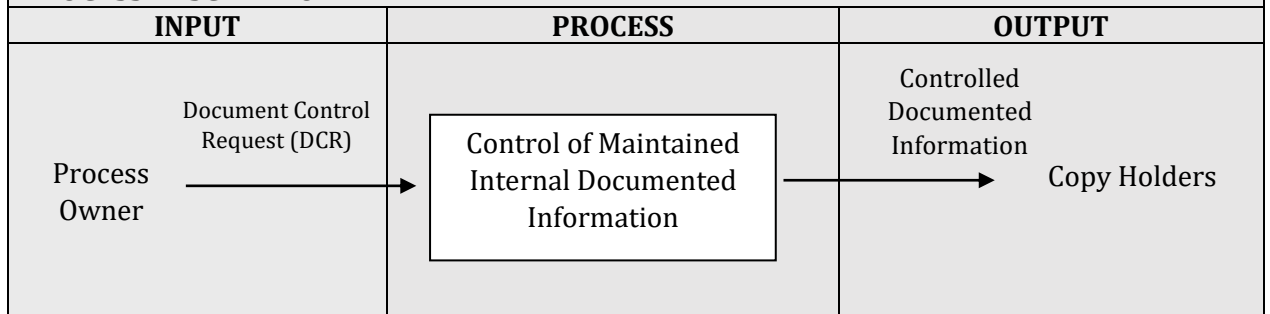 INPUT
PROCESS
OUTPUT
Document Control
Request (DCR)
Process
Owner
Control of Maintained
Internal Documented
Information
Controlled
Documented
Information
Copy Holders